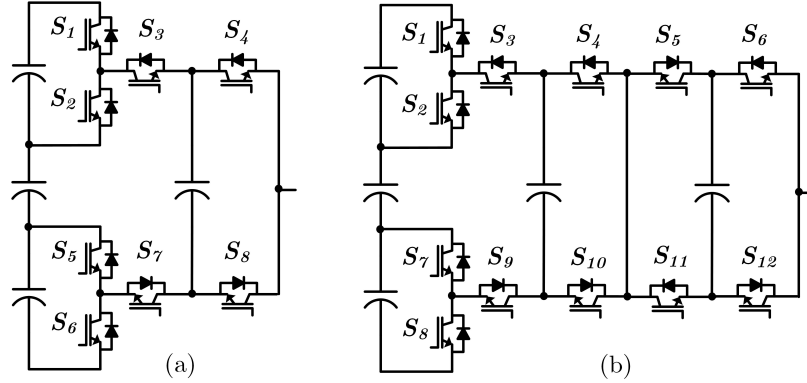 S1 S3 S4
S2
S5 S7 S8
S6
(a)
S1 S3 S4 S5 S6
S2
S7 S9 S10 S11 S12
S8
(b)